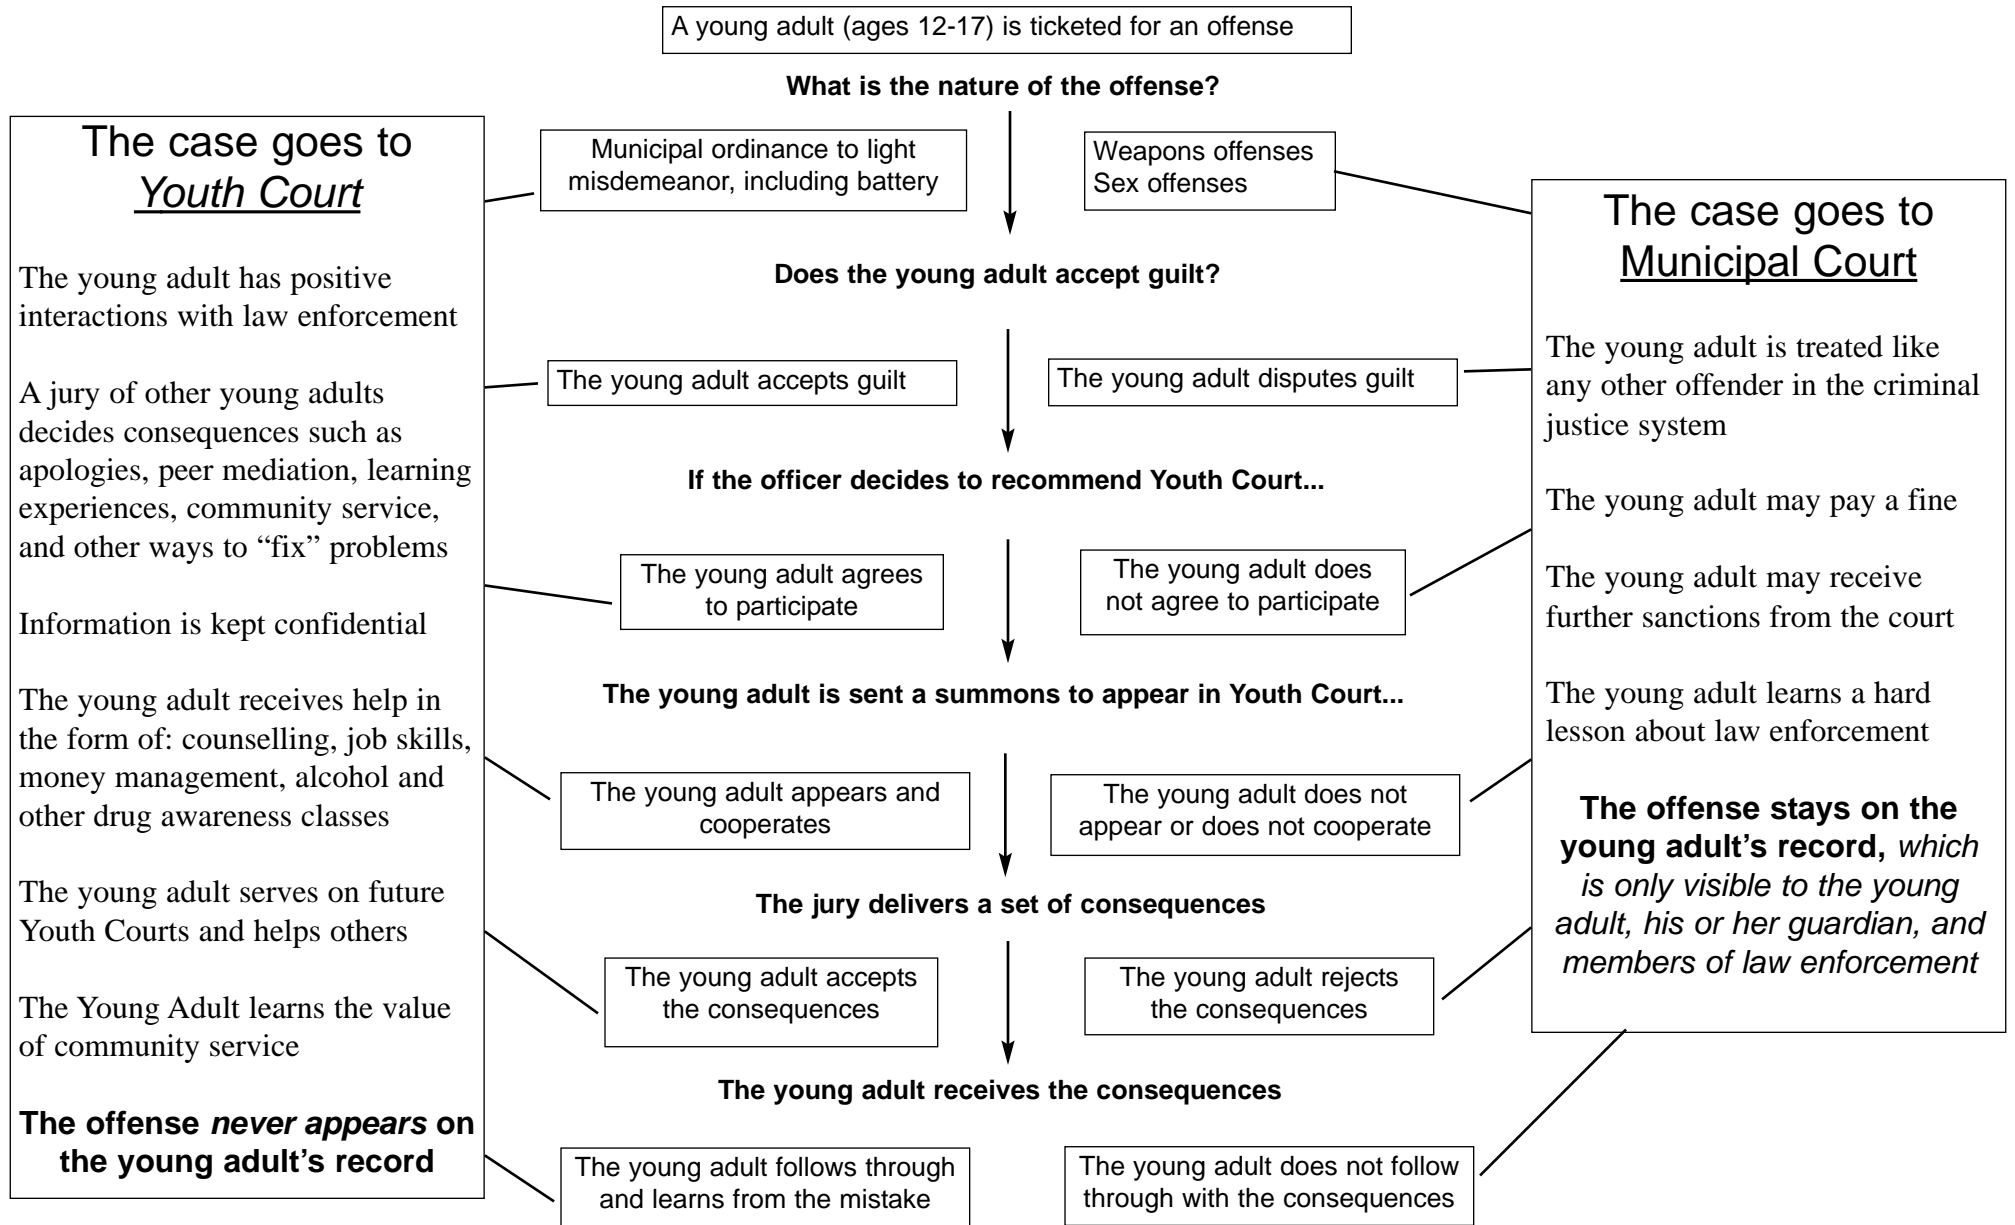 A young adult (ages 12-17) is ticketed for an offense
What is the nature of the offense?
The case goes to
Youth Court
The young adult has positive
interactions with law enforcement
A jury of other young adults
decides consequences such as
apologies, peer mediation, learning
experiences, community service,
and other ways to “fix” problems
Information is kept confidential
The young adult receives help in
the form of: counselling, job skills,
money management, alcohol and
other drug awareness classes
The young adult serves on future
Youth Courts and helps others
The Young Adult learns the value
of community service
The offense never appears on
the young adult's record
Municipal ordinance to light
misdemeanor, including battery
Weapons offenses
Sex offenses
Does the young adult accept guilt?
The young adult accepts guilt
The young adult disputes guilt
If the officer decides to recommend Youth Court...
The young adult agrees
to participate
The young adult does
not agree to participate
The young adult is sent a summons to appear in Youth Court...
The young adult appears and
cooperates
The young adult does not
appear or does not cooperate
The jury delivers a set of consequences
The young adult accepts
the consequences
The young adult rejects
the consequences
The young adult receives the consequences
The young adult follows through
and learns from the mistake
The young adult does not follow
through with the consequences
The case goes to
Municipal Court
The young adult is treated like
any other offender in the criminal
justice system
The young adult may pay a fine
The young adult may receive
further sanctions from the court
The young adult learns a hard
lesson about law enforcement
The offense stays on the
young adult's record, which
is only visible to the young
adult, his or her guardian, and
members of law enforcement